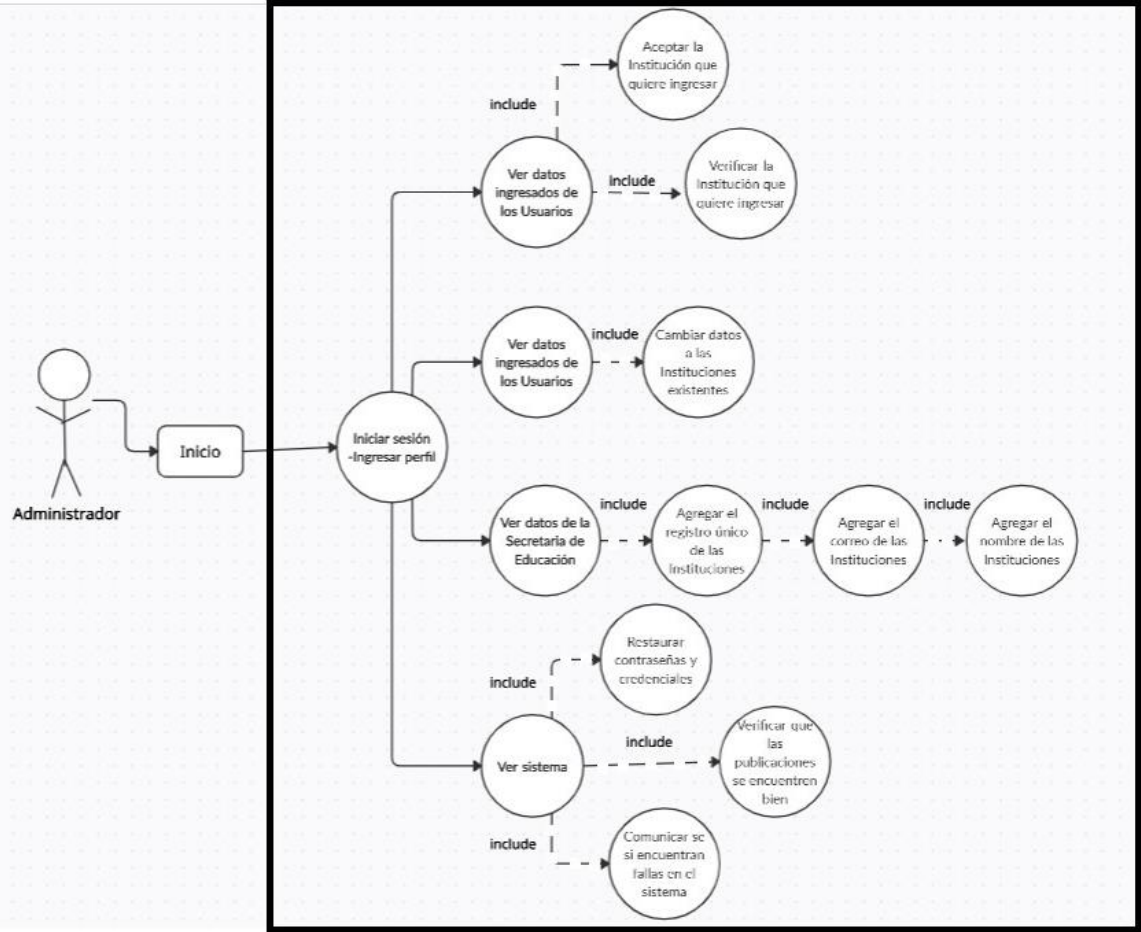 Aceptar la
Institución que
quiere ingresar
include
Ver datos
ingresados de
los Usuarios
include
Verificar la
Institución que
quiere ingresar
Ver datos
ingresados de
los Usuarios
include
Cambiar datos
a las
Instituciones
existentes
Administrador
Inicio
Iniciar sesión
-Ingresar perfil
Ver datos de la
Secretaria de
Educación
include
Agregar el
registro único
de las
Instituciones
include
Agregar el
correo de las
Instituciones
include
Agregar el
nombre de las
Instituciones
Restaurar
contraseñas y
credenciales
include
Ver sistema
include
Verificar que
las
publicaciones
se encuentren
bien
include
Comunicar se
si encuentran
fallas en el
sistema